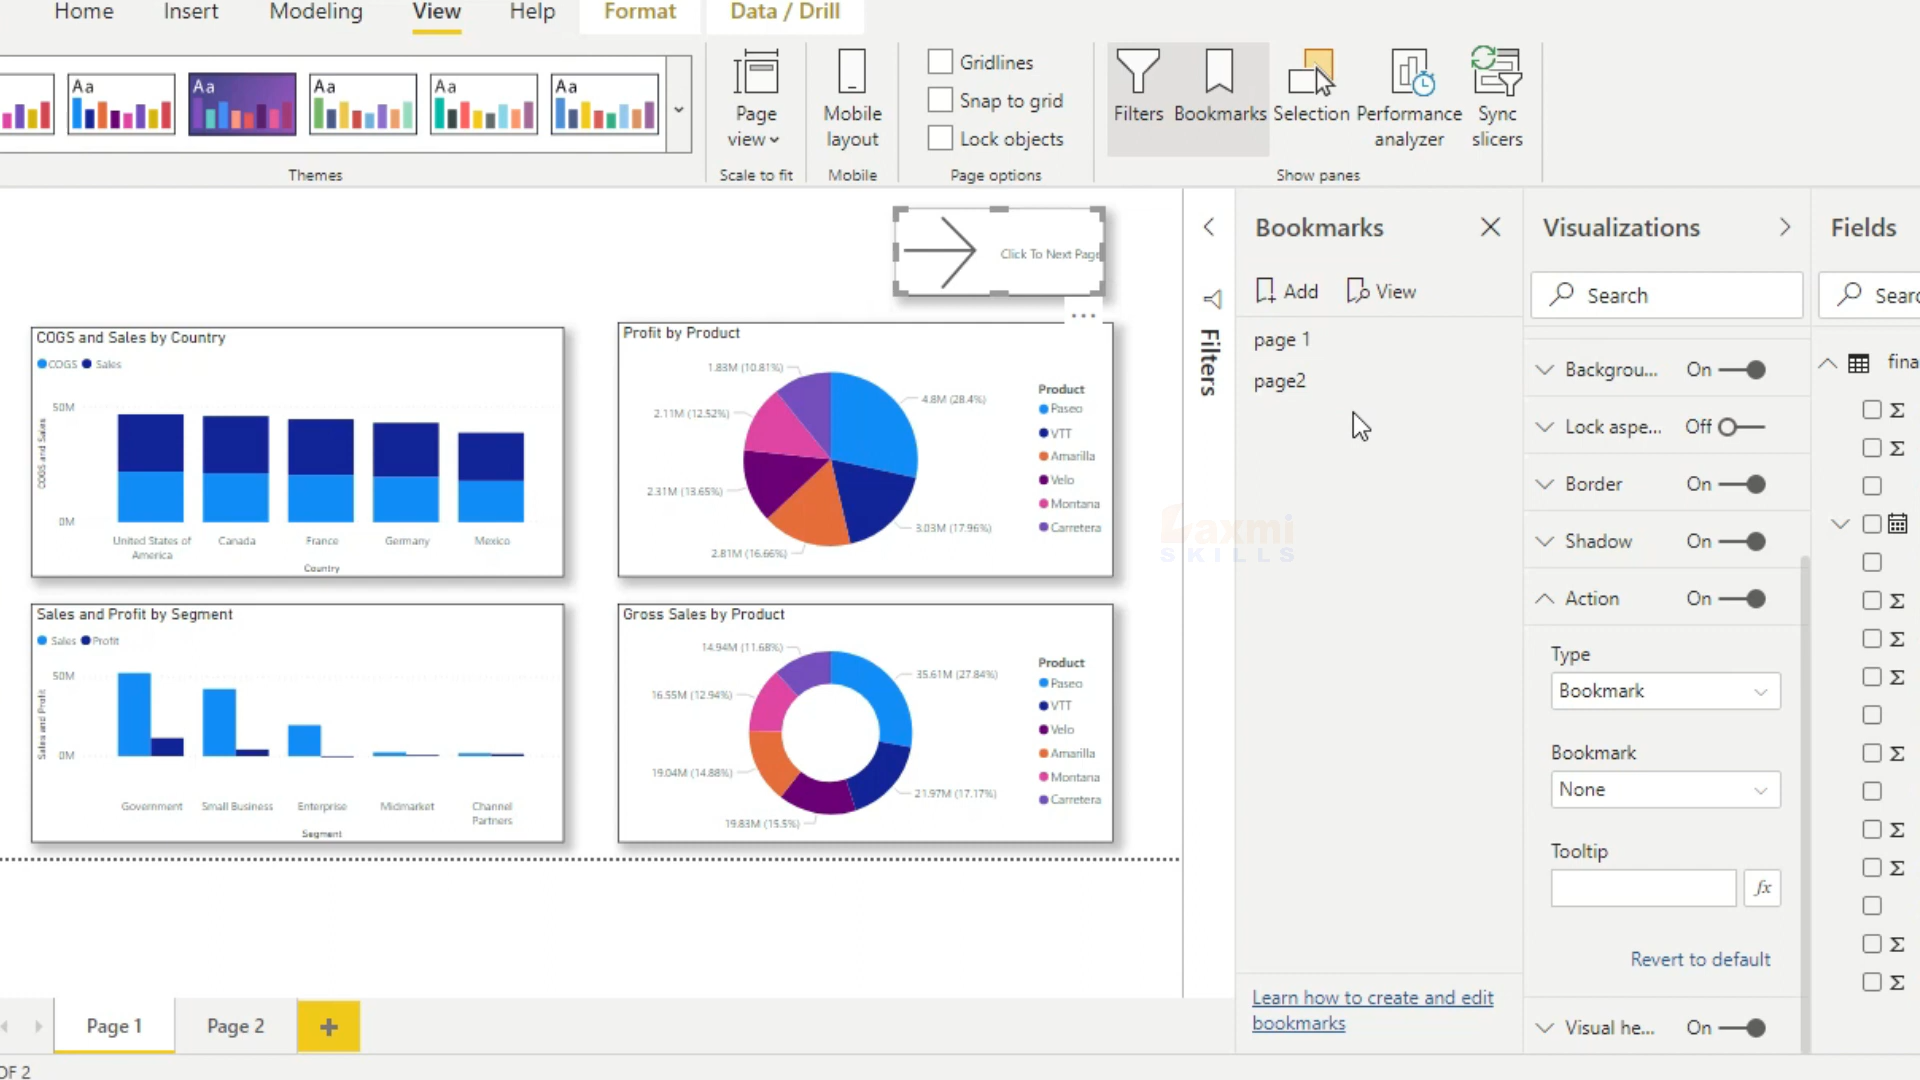 Home Insert Modeling View Help Format Data / Drill
Aa Aa Aa Aa Aa
Themes
Page view
Scale to fit
Mobile layout
Mobile
Gridlines
Snap to grid
Lock objects
Page options
Filters
Bookmarks
Selection
Performance analyzer
Sync slicers
Show panes
Click To Next Page
COGS and Sales by Country
COGS Sales
COGS and Sales
50M
0M
United States of America
Canada
France
Germany
Mexico
Country
Profit by Product
1.83M (10.81%)
2.11M (12.52%)
2.31M (13.65%)
2.81M (16.66%)
4.8M (28.4%)
3.03M (17.96%)
Product
Paseo
VTT
Amarilla
Velo
Montana
Carretera
Sales and Profit by Segment
Sales Profit
Sales and Profit
50M
0M
Government
Small Business
Enterprise
Midmarket
Channel Partners
Segment
Gross Sales by Product
14.94M (11.68%)
16.55M (12.94%)
19.04M (14.88%)
19.83M (15.5%)
35.61M (27.84%)
21.97M (17.17%)
Product
Paseo
VTT
Velo
Amarilla
Montana
Carretera
Filters
Bookmarks
Add View
page 1
page2
Laxmi
SKILLS
Learn how to create and edit
bookmarks
Visualizations
Search
Backgrou... On
Lock aspe... Off
Border On
Shadow On
Action On
Type
Bookmark
Bookmark
None
Tooltip
fx
Revert to default
Visual he... On
Fields
Searc
fina
Σ
Σ
Σ
Σ
Σ
Σ
Σ
Σ
Σ
Σ
Page 1 Page 2 +
OF 2